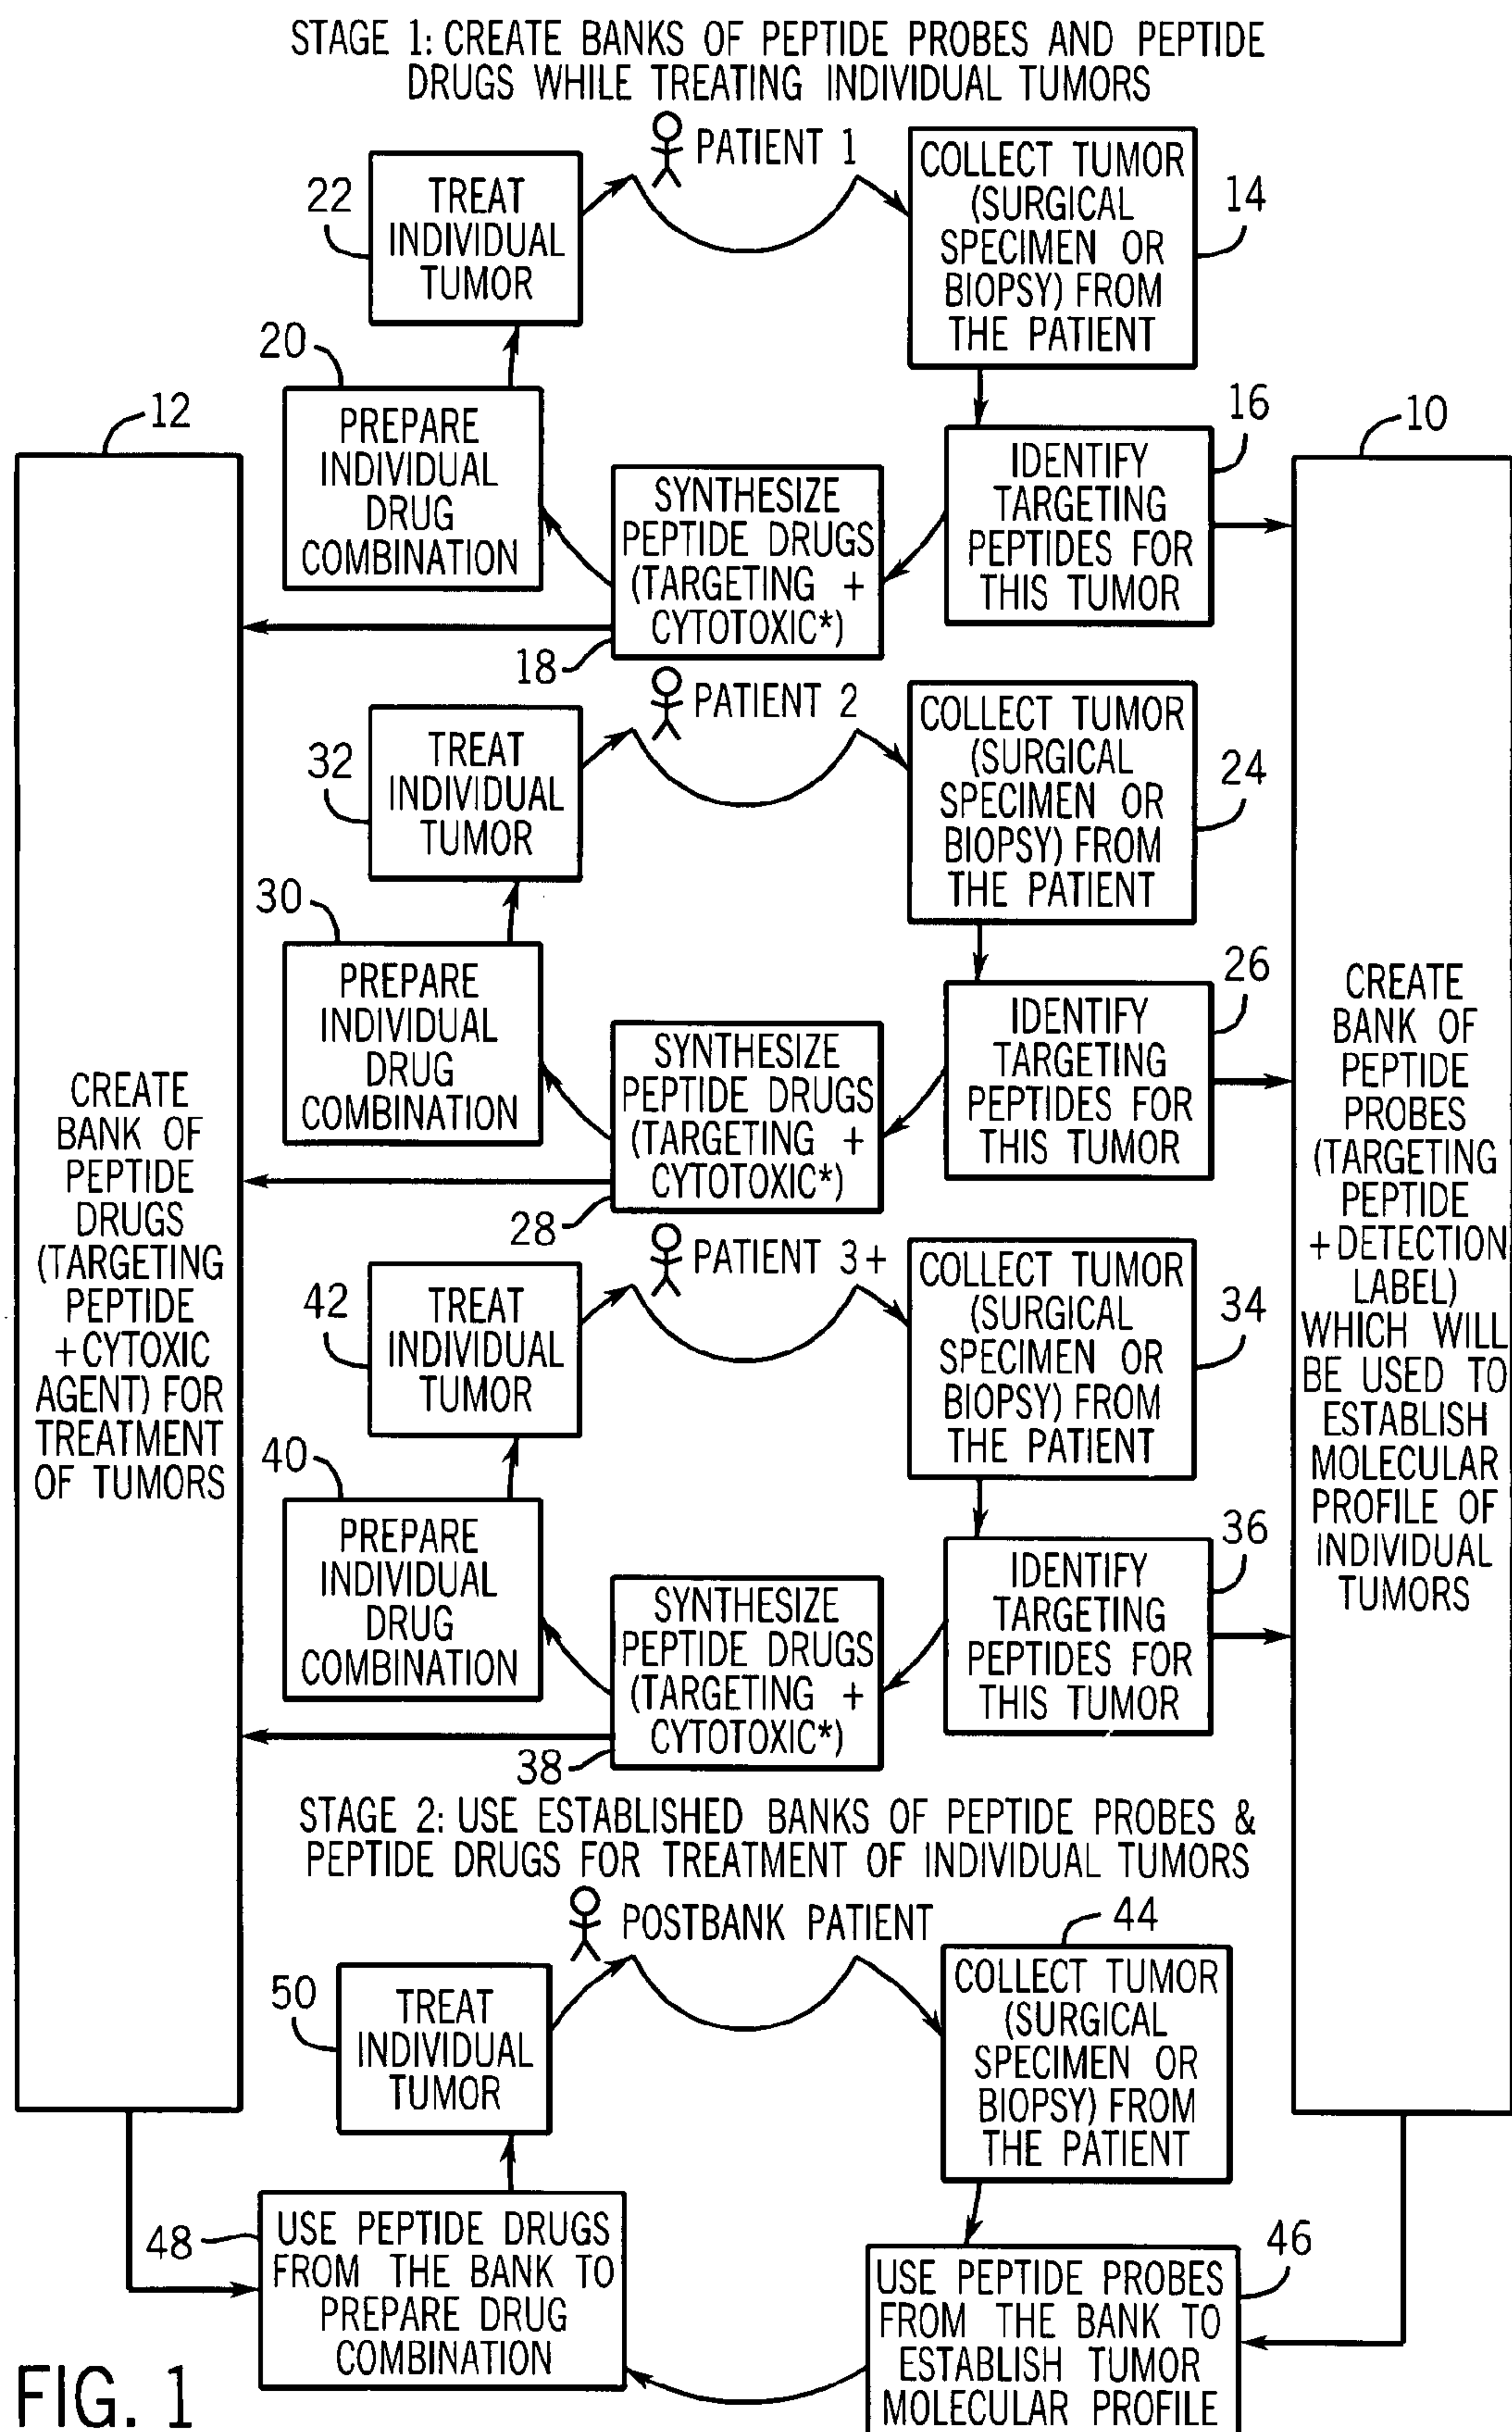 STAGE 1: CREATE BANKS OF PEPTIDE PROBES AND PEPTIDE
DRUGS WHILE TREATING INDIVIDUAL TUMORS
PATIENT 1
22
TREAT
INDIVIDUAL
TUMOR
COLLECT TUMOR
(SURGICAL
SPECIMEN OR
BIOPSY) FROM
THE PATIENT
14
20
PREPARE
INDIVIDUAL
DRUG
COMBINATION
SYNTHESIZE
PEPTIDE DRUGS
(TARGETING +
CYTOTOXIC*)
18
IDENTIFY
TARGETING
PEPTIDES FOR
THIS TUMOR
16
12
CREATE
BANK OF
PEPTIDE
DRUGS
(TARGETING
PEPTIDE
+CYTOXIC
AGENT) FOR
TREATMENT
OF TUMORS
10
CREATE
BANK OF
PEPTIDE
PROBES
(TARGETING
PEPTIDE
+DETECTION
LABEL)
WHICH WILL
BE USED TO
ESTABLISH
MOLECULAR
PROFILE OF
INDIVIDUAL
TUMORS
PATIENT 2
32
TREAT
INDIVIDUAL
TUMOR
COLLECT TUMOR
(SURGICAL
SPECIMEN OR
BIOPSY) FROM
THE PATIENT
24
30
PREPARE
INDIVIDUAL
DRUG
COMBINATION
SYNTHESIZE
PEPTIDE DRUGS
(TARGETING +
CYTOTOXIC*)
28
IDENTIFY
TARGETING
PEPTIDES FOR
THIS TUMOR
26
PATIENT 3+
42
TREAT
INDIVIDUAL
TUMOR
COLLECT TUMOR
(SURGICAL
SPECIMEN OR
BIOPSY) FROM
THE PATIENT
34
40
PREPARE
INDIVIDUAL
DRUG
COMBINATION
SYNTHESIZE
PEPTIDE DRUGS
(TARGETING +
CYTOTOXIC*)
38
IDENTIFY
TARGETING
PEPTIDES FOR
THIS TUMOR
36
STAGE 2: USE ESTABLISHED BANKS OF PEPTIDE PROBES &
PEPTIDE DRUGS FOR TREATMENT OF INDIVIDUAL TUMORS
POSTBANK PATIENT
50
TREAT
INDIVIDUAL
TUMOR
44
COLLECT TUMOR
(SURGICAL
SPECIMEN OR
BIOPSY) FROM
THE PATIENT
48
USE PEPTIDE DRUGS
FROM THE BANK TO
PREPARE DRUG
COMBINATION
46
USE PEPTIDE PROBES
FROM THE BANK TO
ESTABLISH TUMOR
MOLECULAR PROFILE
FIG. 1